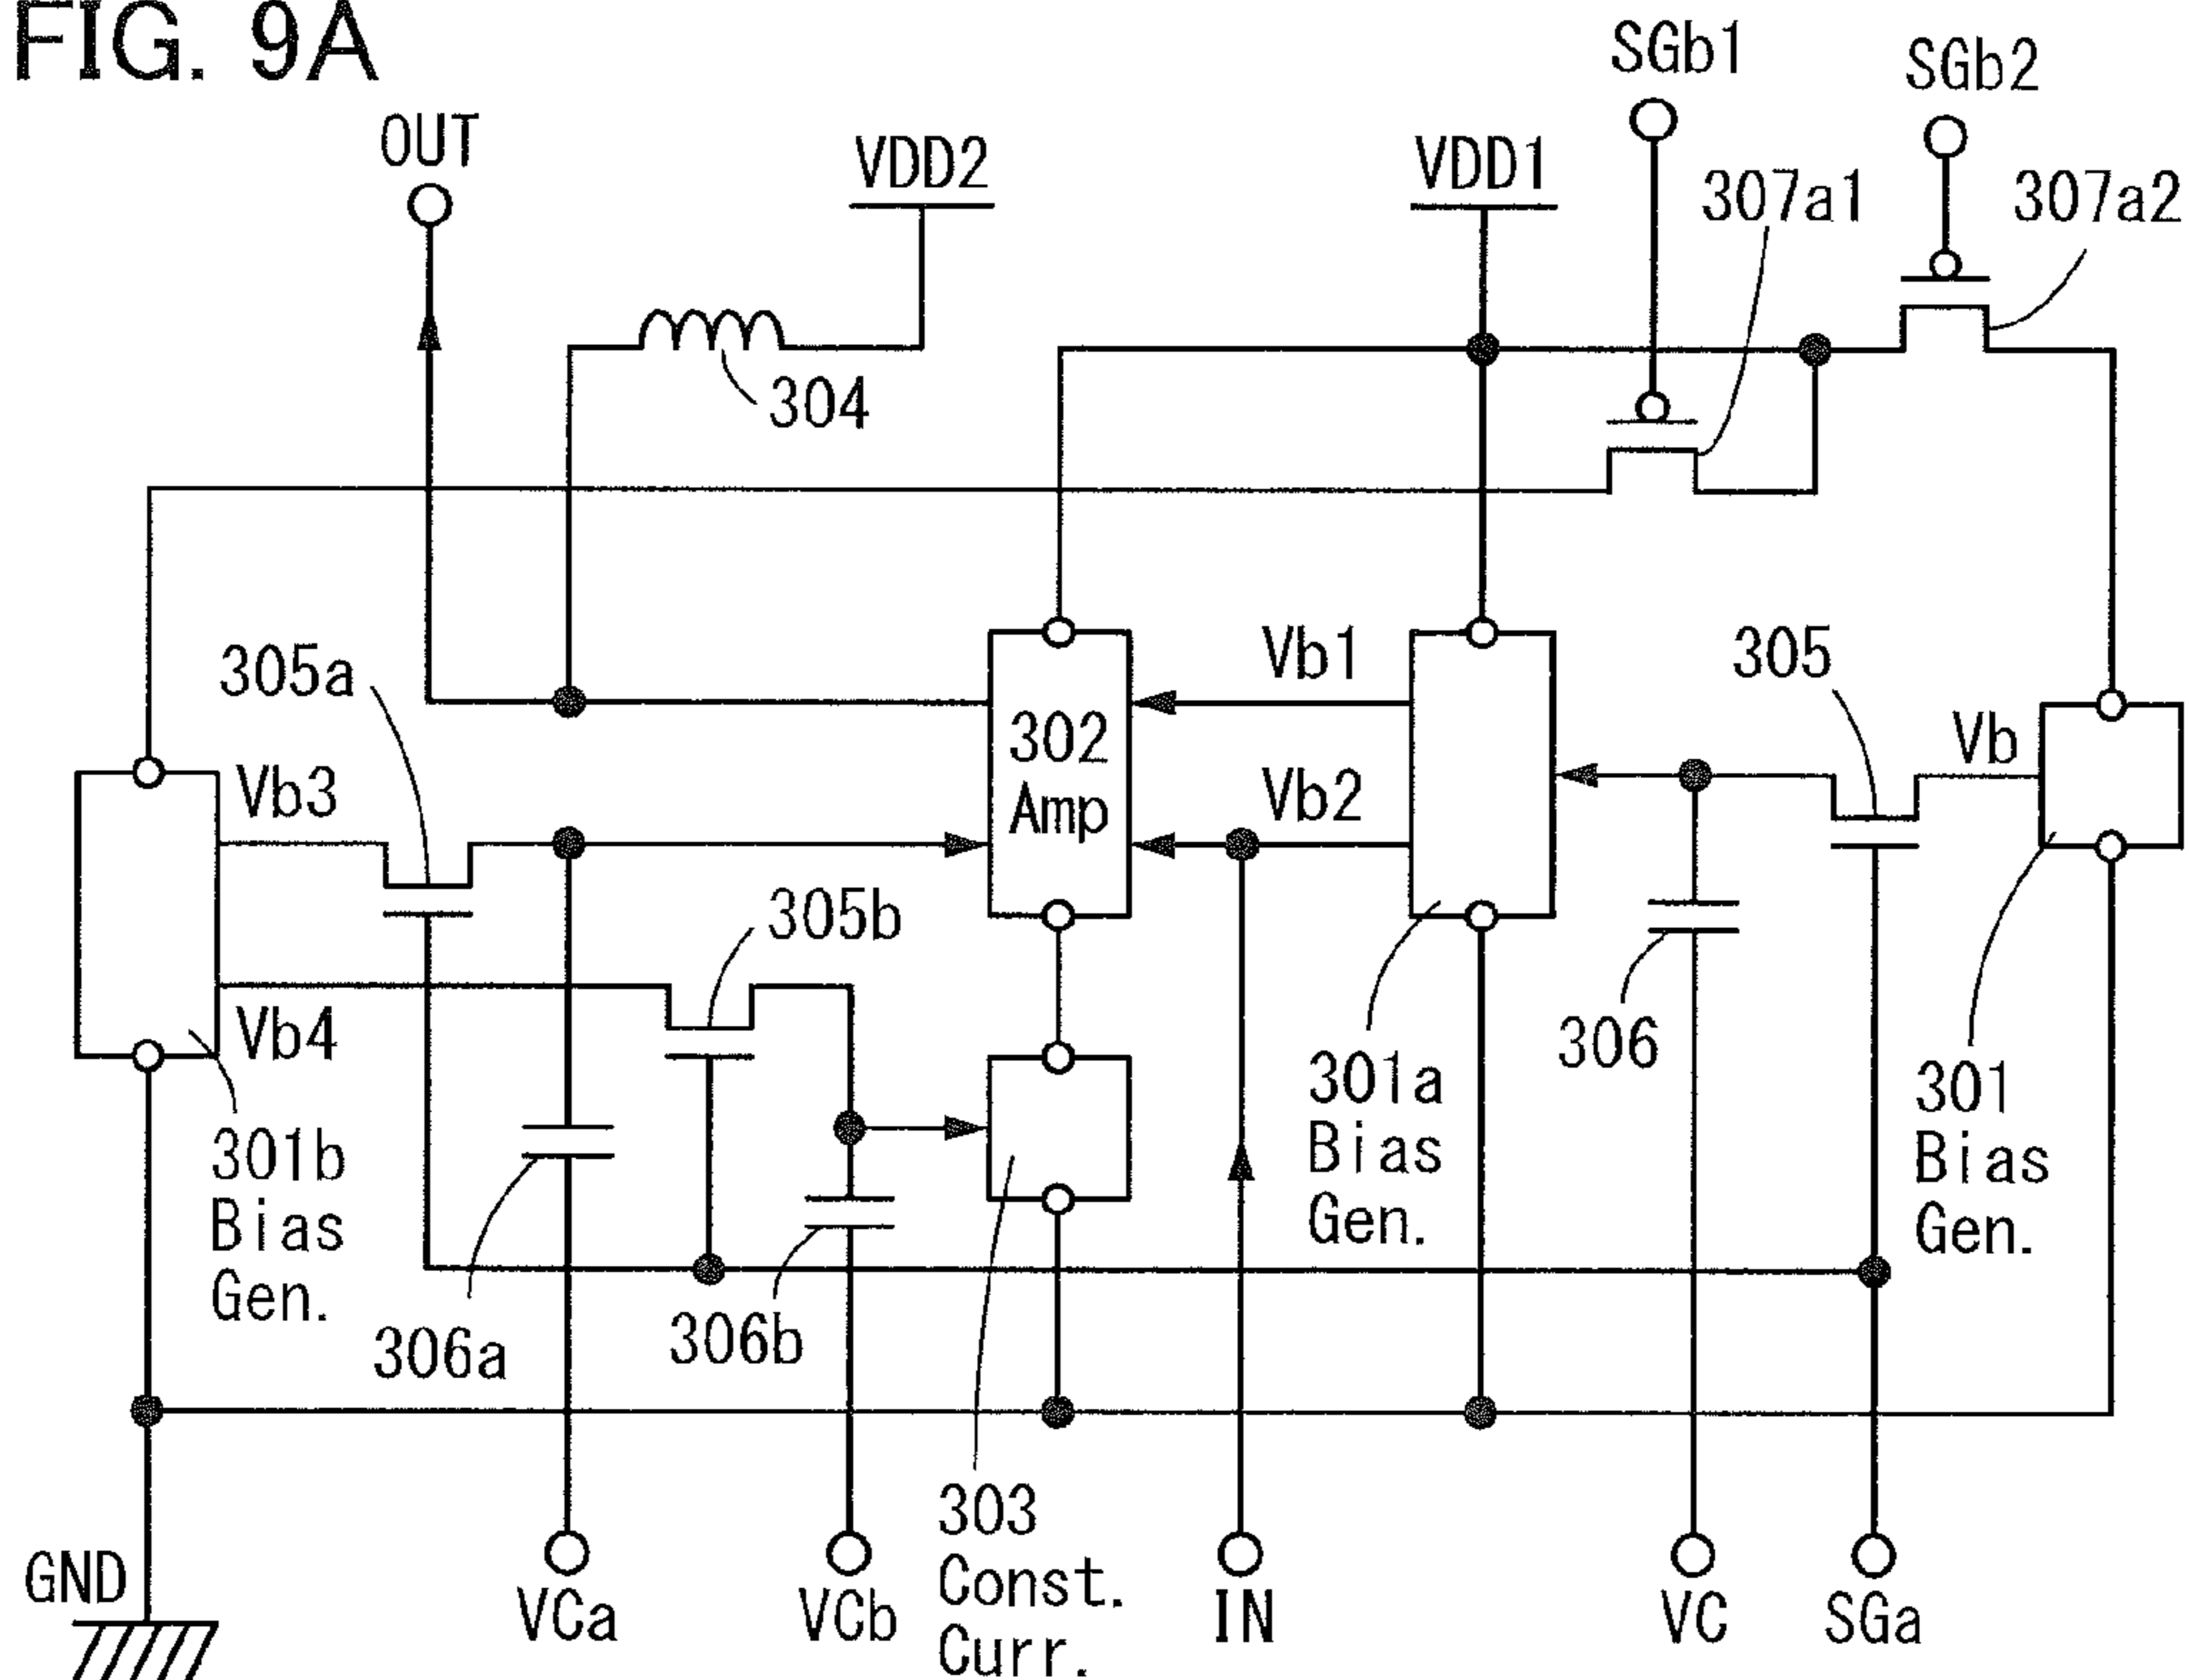 FIG. 9A
SGb1
SGb2
OUT
VDD2
VDD1
307a1
307a2
304
305a
Vb1
305
302
Amp
Vb
Vb3
Vb2
305b
Vb4
306
301a
Bias
Gen.
301
Bias
Gen.
301b
Bias
Gen.
306a
306b
303
Const.
Curr.
GND
VCa
VCb
IN
VC
SGa